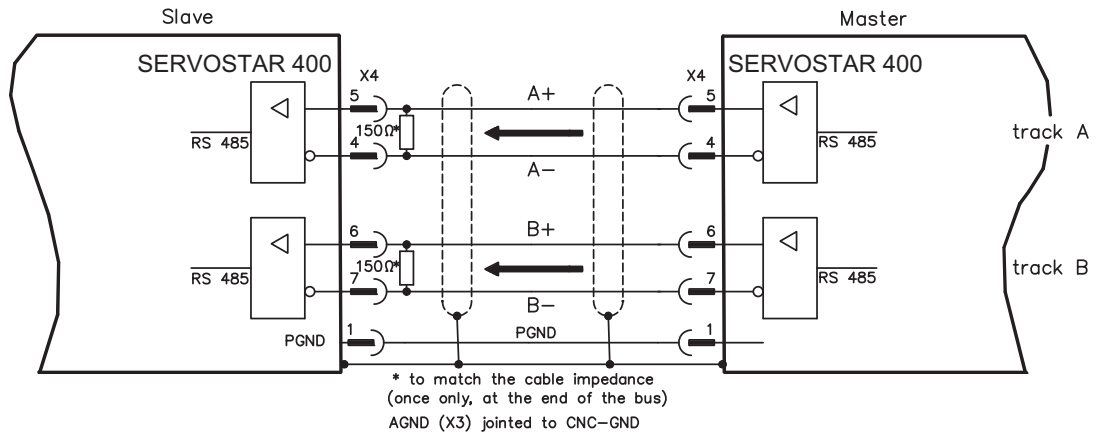 Slave
Master
SERVOSTAR 400
SERVOSTAR 400
X4
X4
5
A+
5
150Ω*
track A
RS 485
RS 485
4
4
A−
6
B+
6
150Ω*
track B
RS 485
RS 485
7
7
B−
PGND
1
PGND
1
* to match the cable impedance
(once only, at the end of the bus)
AGND (X3) jointed to CNC−GND